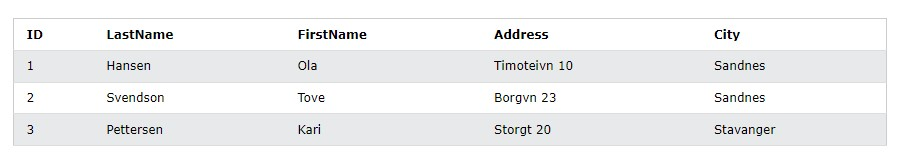 ID LastName FirstName Address City
1 Hansen Ola Timoteivn 10 Sandnes
2 Svendson Tove Borgvn 23 Sandnes
3 Pettersen Kari Storgt 20 Stavanger